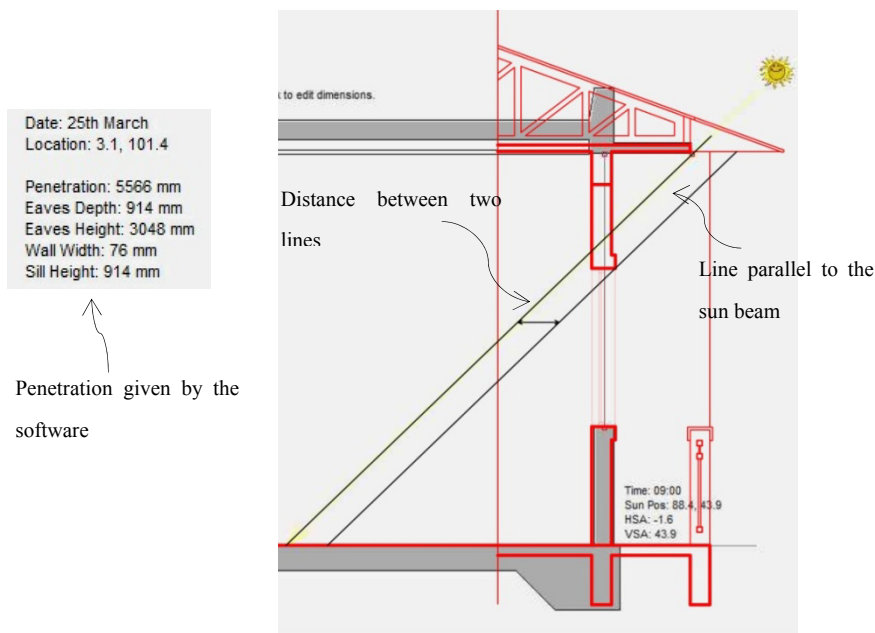 Date: 25th March
Location: 3.1, 101.4
Penetration: 5566 mm
Eaves Depth: 914 mm
Eaves Height: 3048 mm
Wall Width: 76 mm
Sill Height: 914 mm
Penetration given by the
software
to edit dimensions.
Distance between two
lines
Line parallel to the
sun beam
Time: 09:00
Sun Pos: 88.4, 43.9
HSA: -1.6
VSA: 43.9